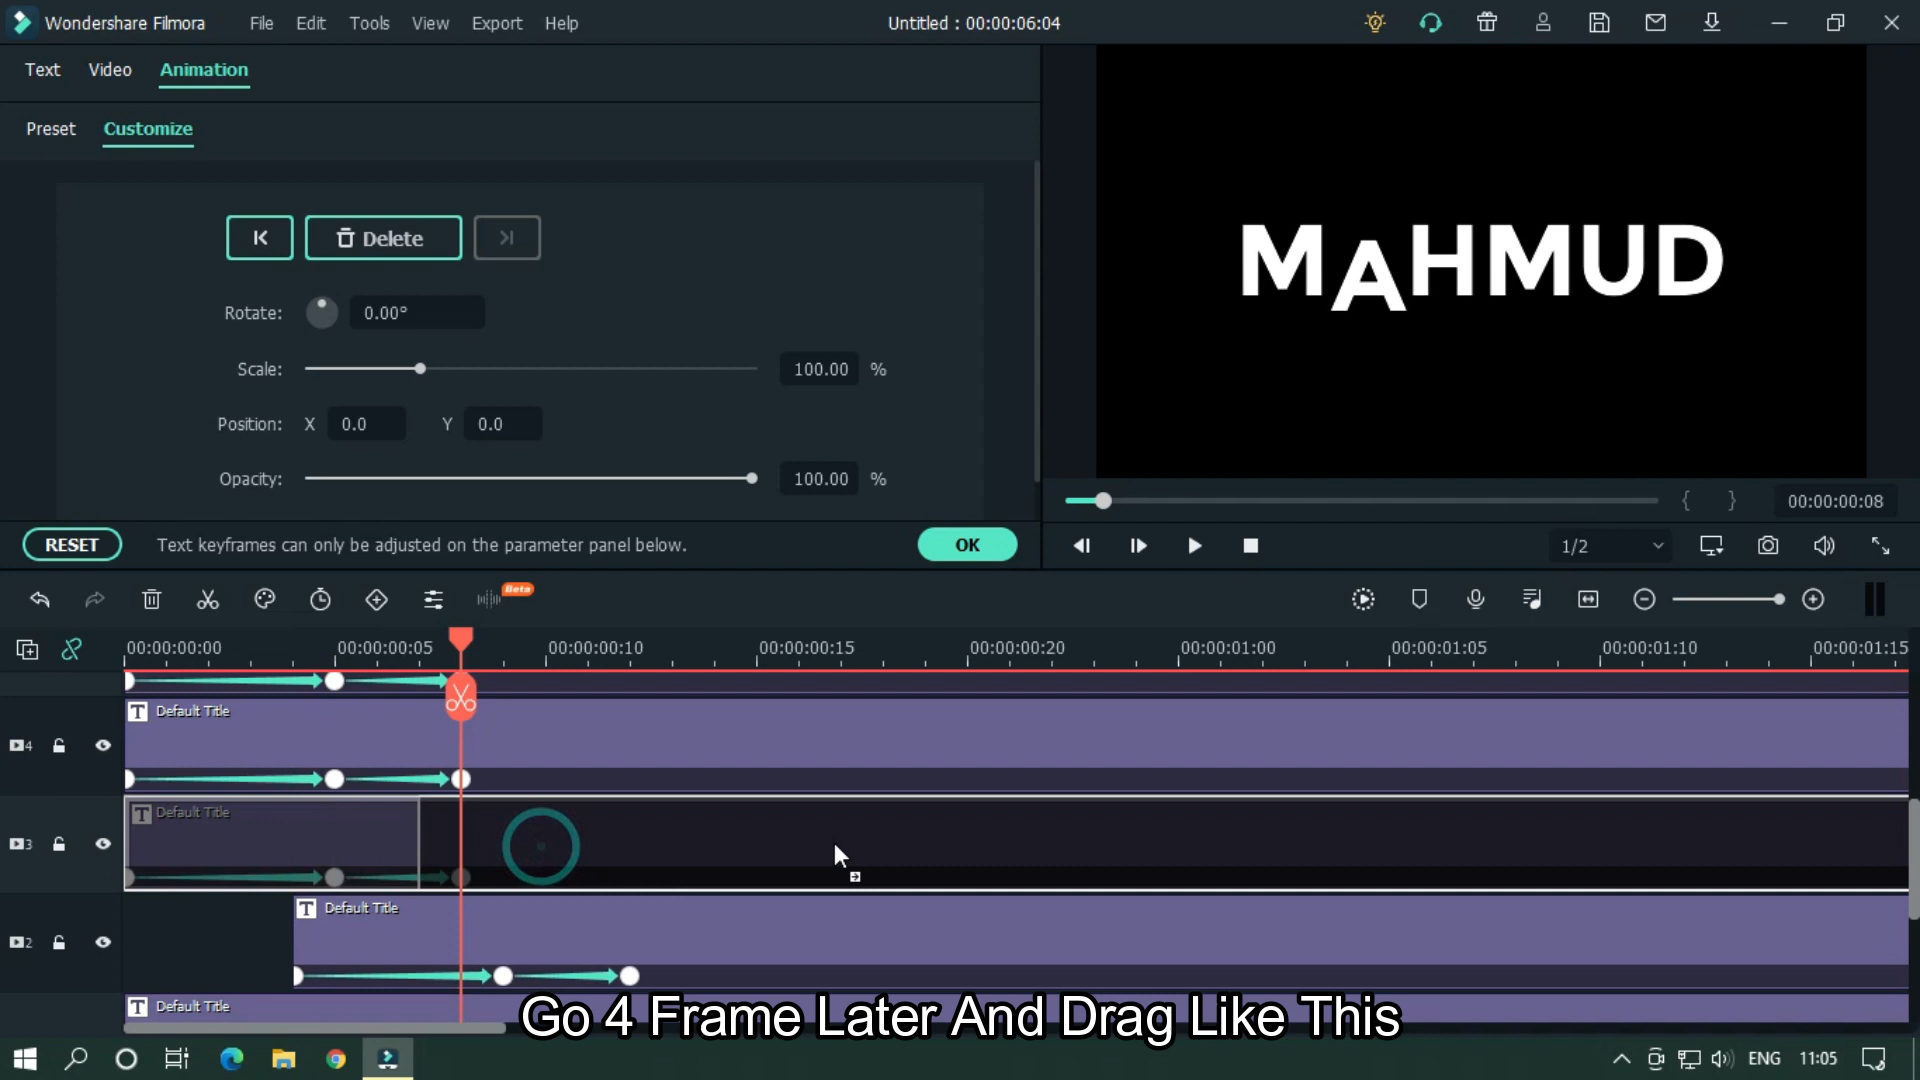 Wondershare Filmora File Edit Tools View Export Help Untitled : 00:00:06:04
Text Video Animation
Preset Customize
Delete
Rotate: 0.00°
Scale: 100.00 %
Position: X 0.0 Y 0.0
Opacity: 100.00 %
MAHMUD
00:00:00:08
RESET Text keyframes can only be adjusted on the parameter panel below. OK
1/2
Beta
00:00:00:00 00:00:00:05 00:00:00:10 00:00:00:15 00:00:00:20 00:00:01:00 00:00:01:05 00:00:01:10 00:00:01:15
T Default Title
4
T Default Title
3
T Default Title
2
T Default Title
Go 4 Frame Later And Drag Like This
ENG 11:05